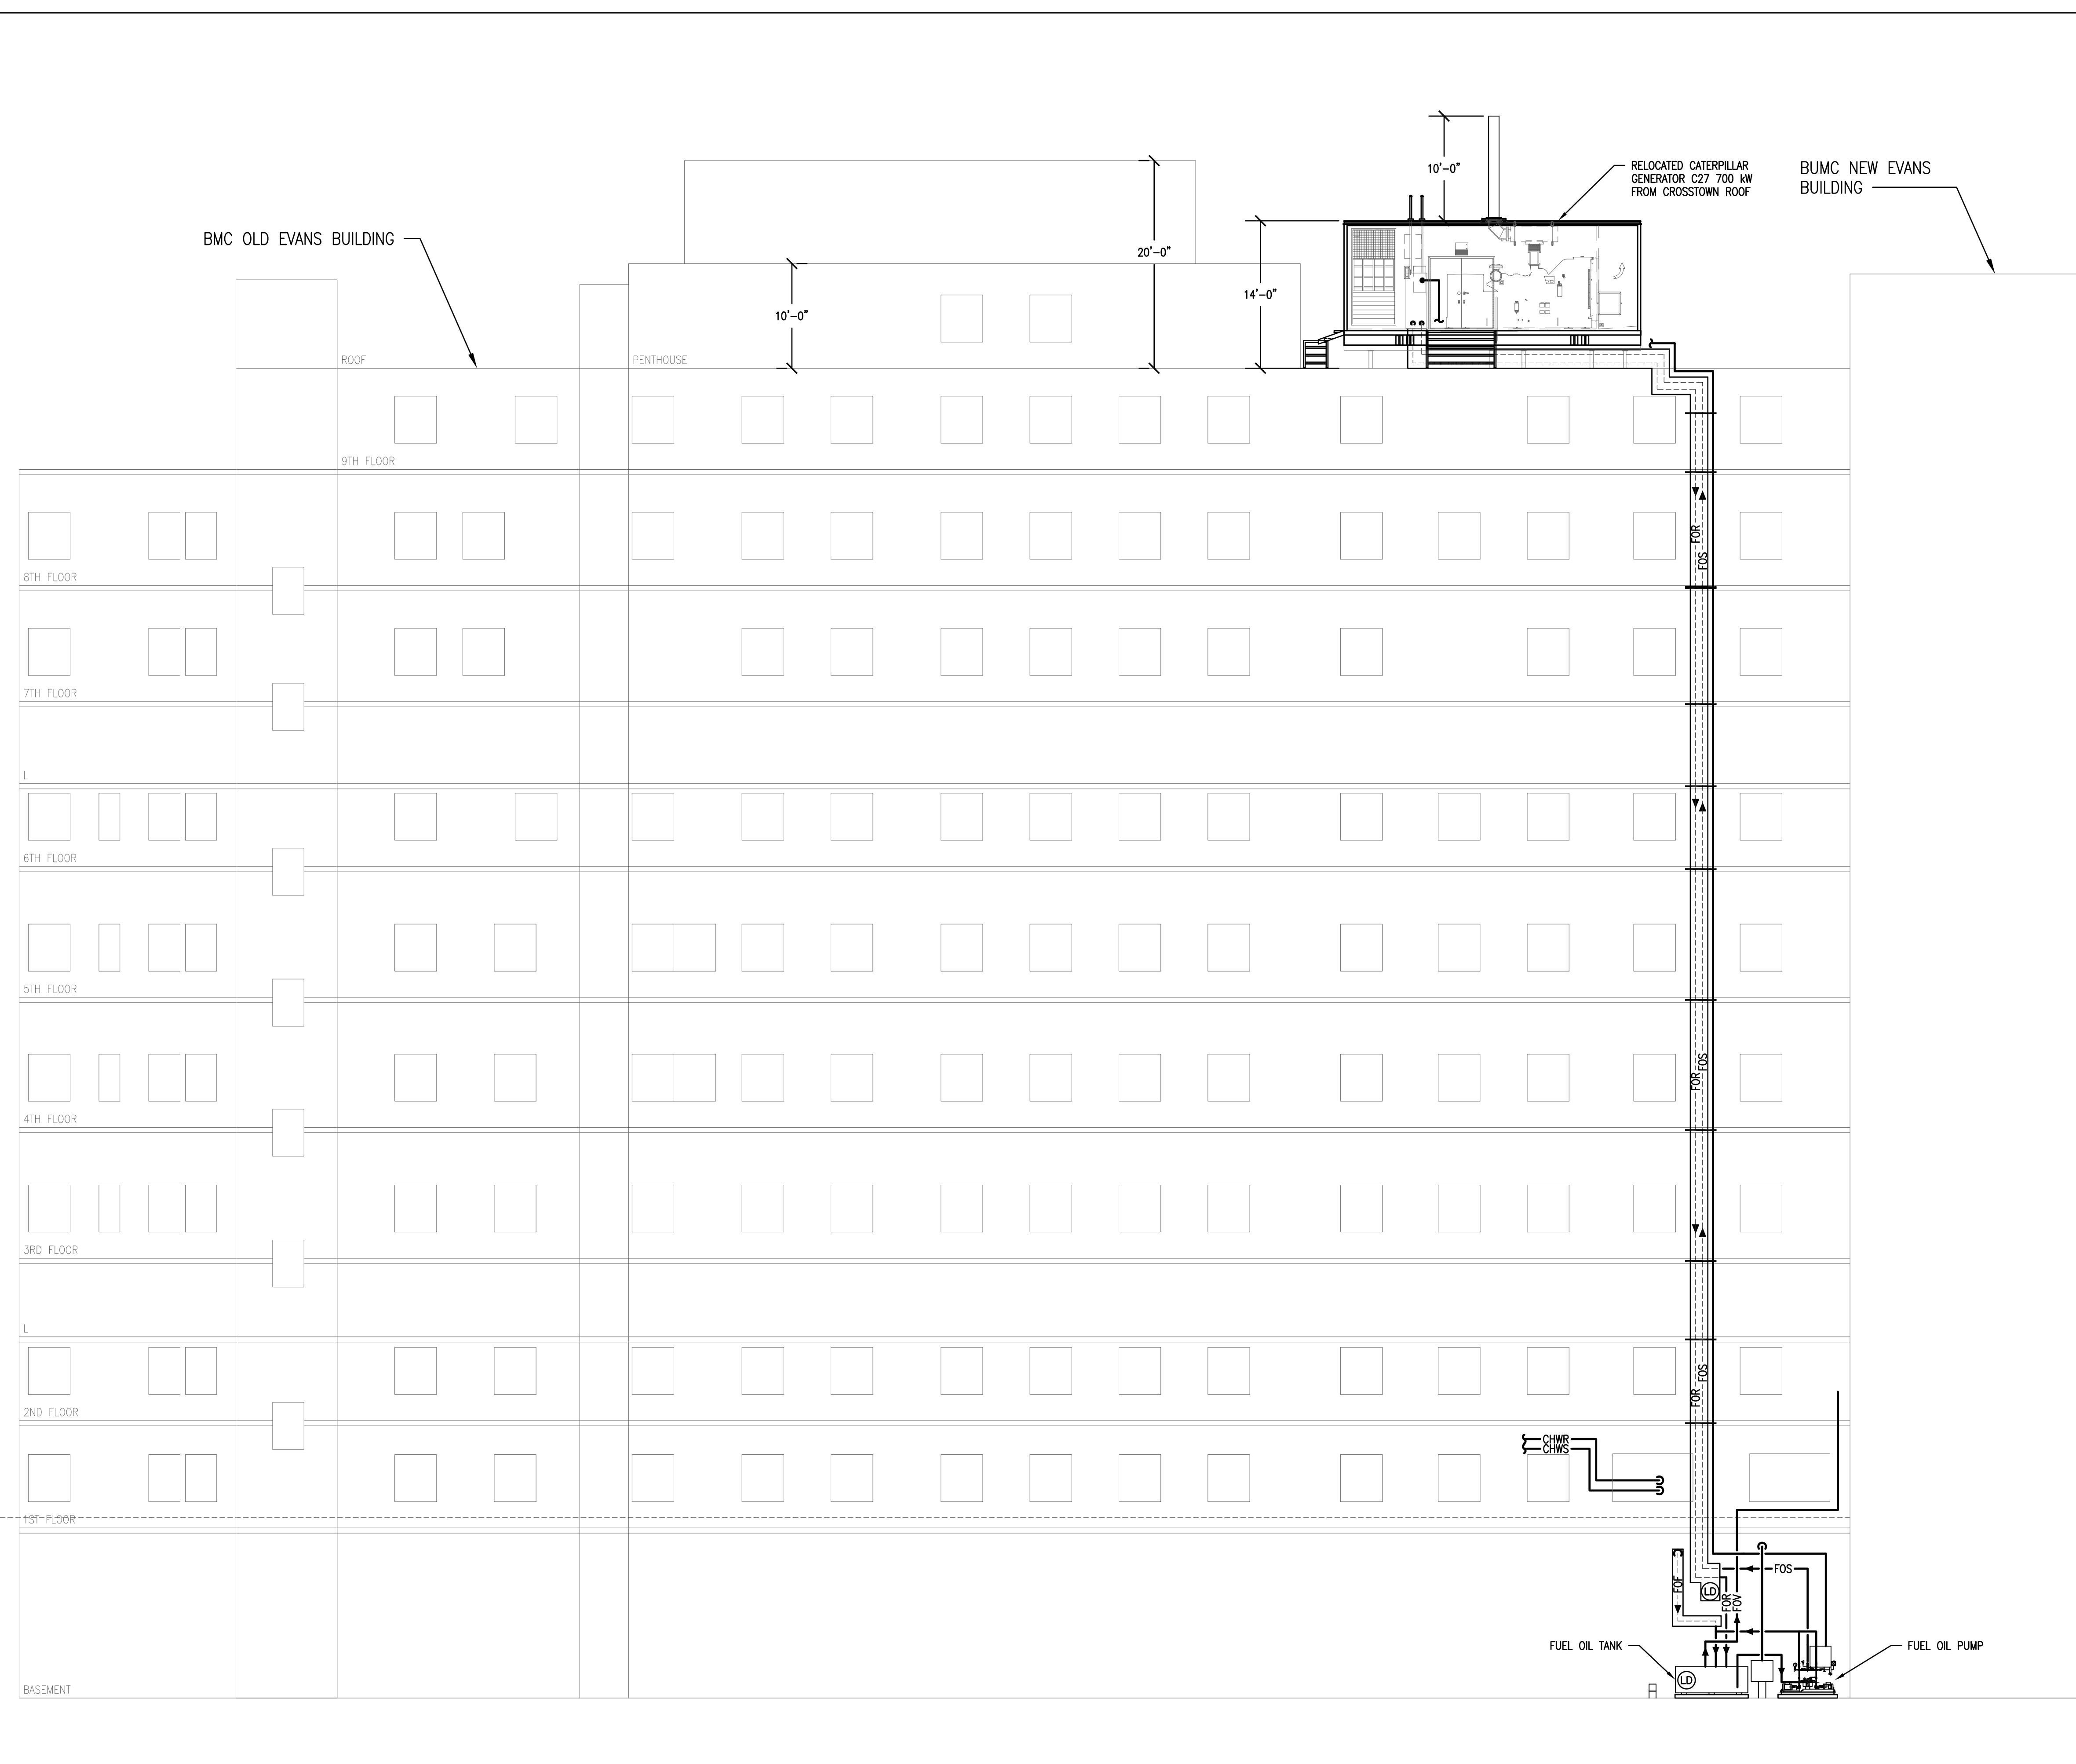 10'-0"
RELOCATED CATERPILLAR
GENERATOR C27 700 kW
FROM CROSSTOWN ROOF
BUMC NEW EVANS
BUILDING
BMC OLD EVANS BUILDING
20'-0"
14'-0"
10'-0"
ROOF
PENTHOUSE
9TH FLOOR
FOR
FOS
8TH FLOOR
7TH FLOOR
L
6TH FLOOR
5TH FLOOR
FOS
FOR
4TH FLOOR
3RD FLOOR
L
FOS
FOR
2ND FLOOR
CHWR
CHWS
1ST FLOOR
FOS
FOF
LD
FOR
FOV
FUEL OIL TANK
FUEL OIL PUMP
LD
BASEMENT